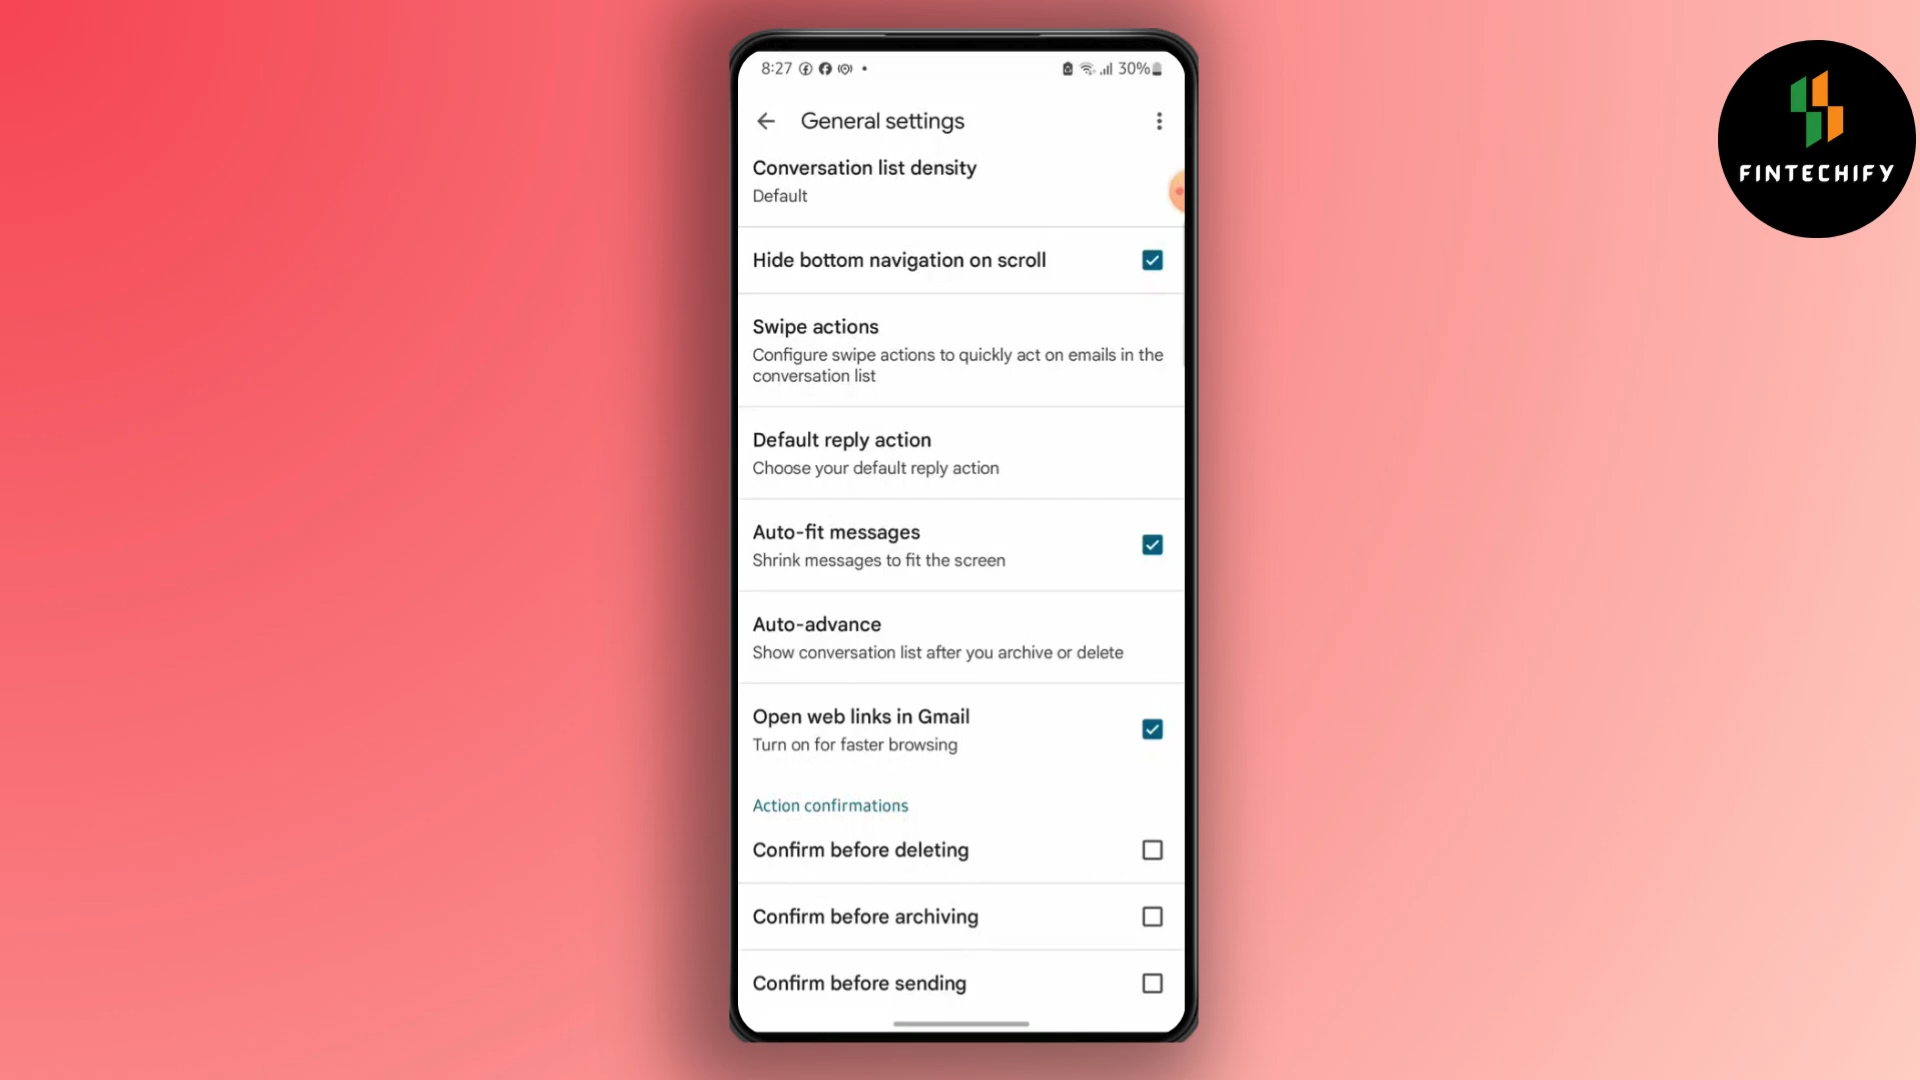 8:27
30%
General settings
Conversation list density
Default
Hide bottom navigation on scroll
Swipe actions
Configure swipe actions to quickly act on emails in the
conversation list
Default reply action
Choose your default reply action
Auto-fit messages
Shrink messages to fit the screen
Auto-advance
Show conversation list after you archive or delete
Open web links in Gmail
Turn on for faster browsing
Action confirmations
Confirm before deleting
Confirm before archiving
Confirm before sending
FINTECHIFY